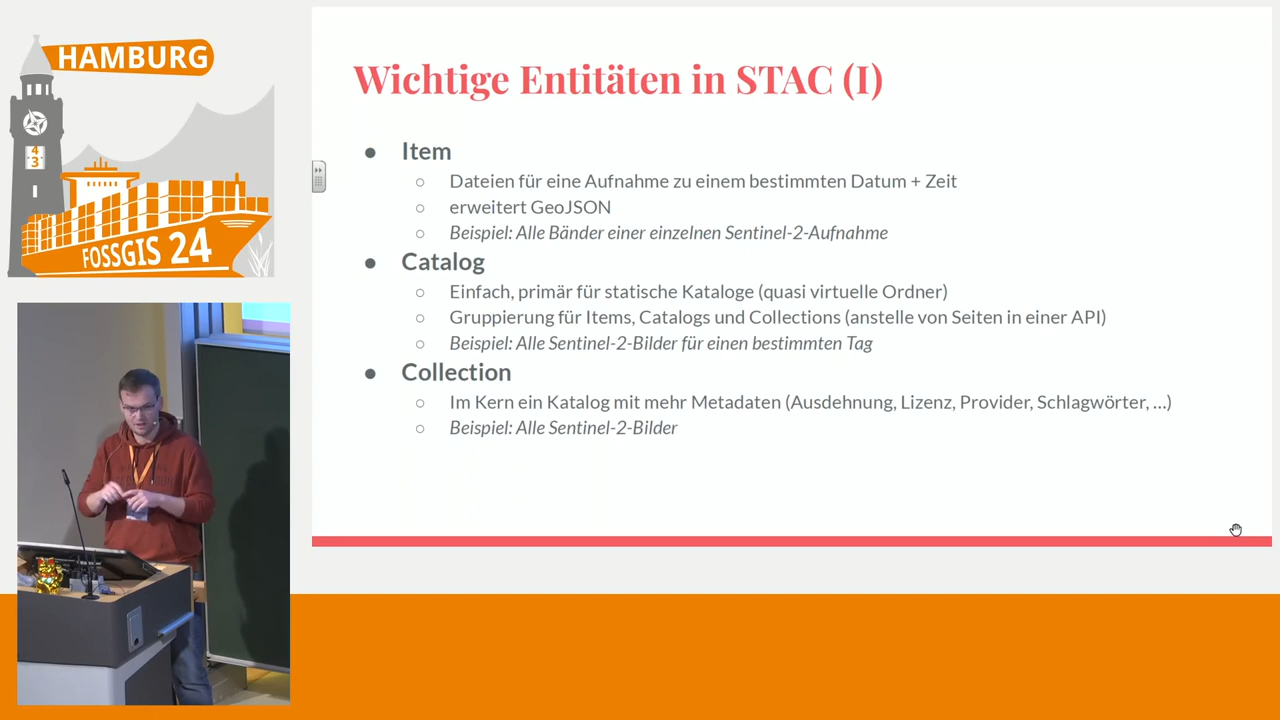 HAMBURG
4
3
FOSSGIS 24
Wichtige Entitäten in STAC (I)
● Item
○ Dateien für eine Aufnahme zu einem bestimmten Datum + Zeit
○ erweitert GeoJSON
○ Beispiel: Alle Bänder einer einzelnen Sentinel-2-Aufnahme
● Catalog
○ Einfach, primär für statische Kataloge (quasi virtuelle Ordner)
○ Gruppierung für Items, Catalogs und Collections (anstelle von Seiten in einer API)
○ Beispiel: Alle Sentinel-2-Bilder für einen bestimmten Tag
● Collection
○ Im Kern ein Katalog mit mehr Metadaten (Ausdehnung, Lizenz, Provider, Schlagwörter, ...)
○ Beispiel: Alle Sentinel-2-Bilder